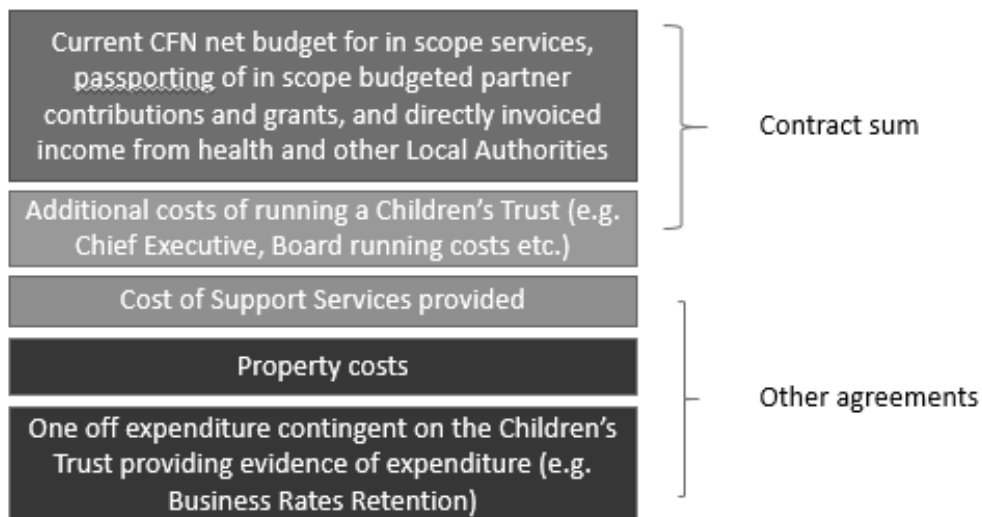 Current CFN net budget for in scope services,
passporting of in scope budgeted partner
contributions and grants, and directly invoiced
income from health and other Local Authorities
Contract sum
Additional costs of running a Children’s Trust (e.g.
Chief Executive, Board running costs etc.)
Cost of Support Services provided
Property costs
Other agreements
One off expenditure contingent on the Children’s
Trust providing evidence of expenditure (e.g.
Business Rates Retention)